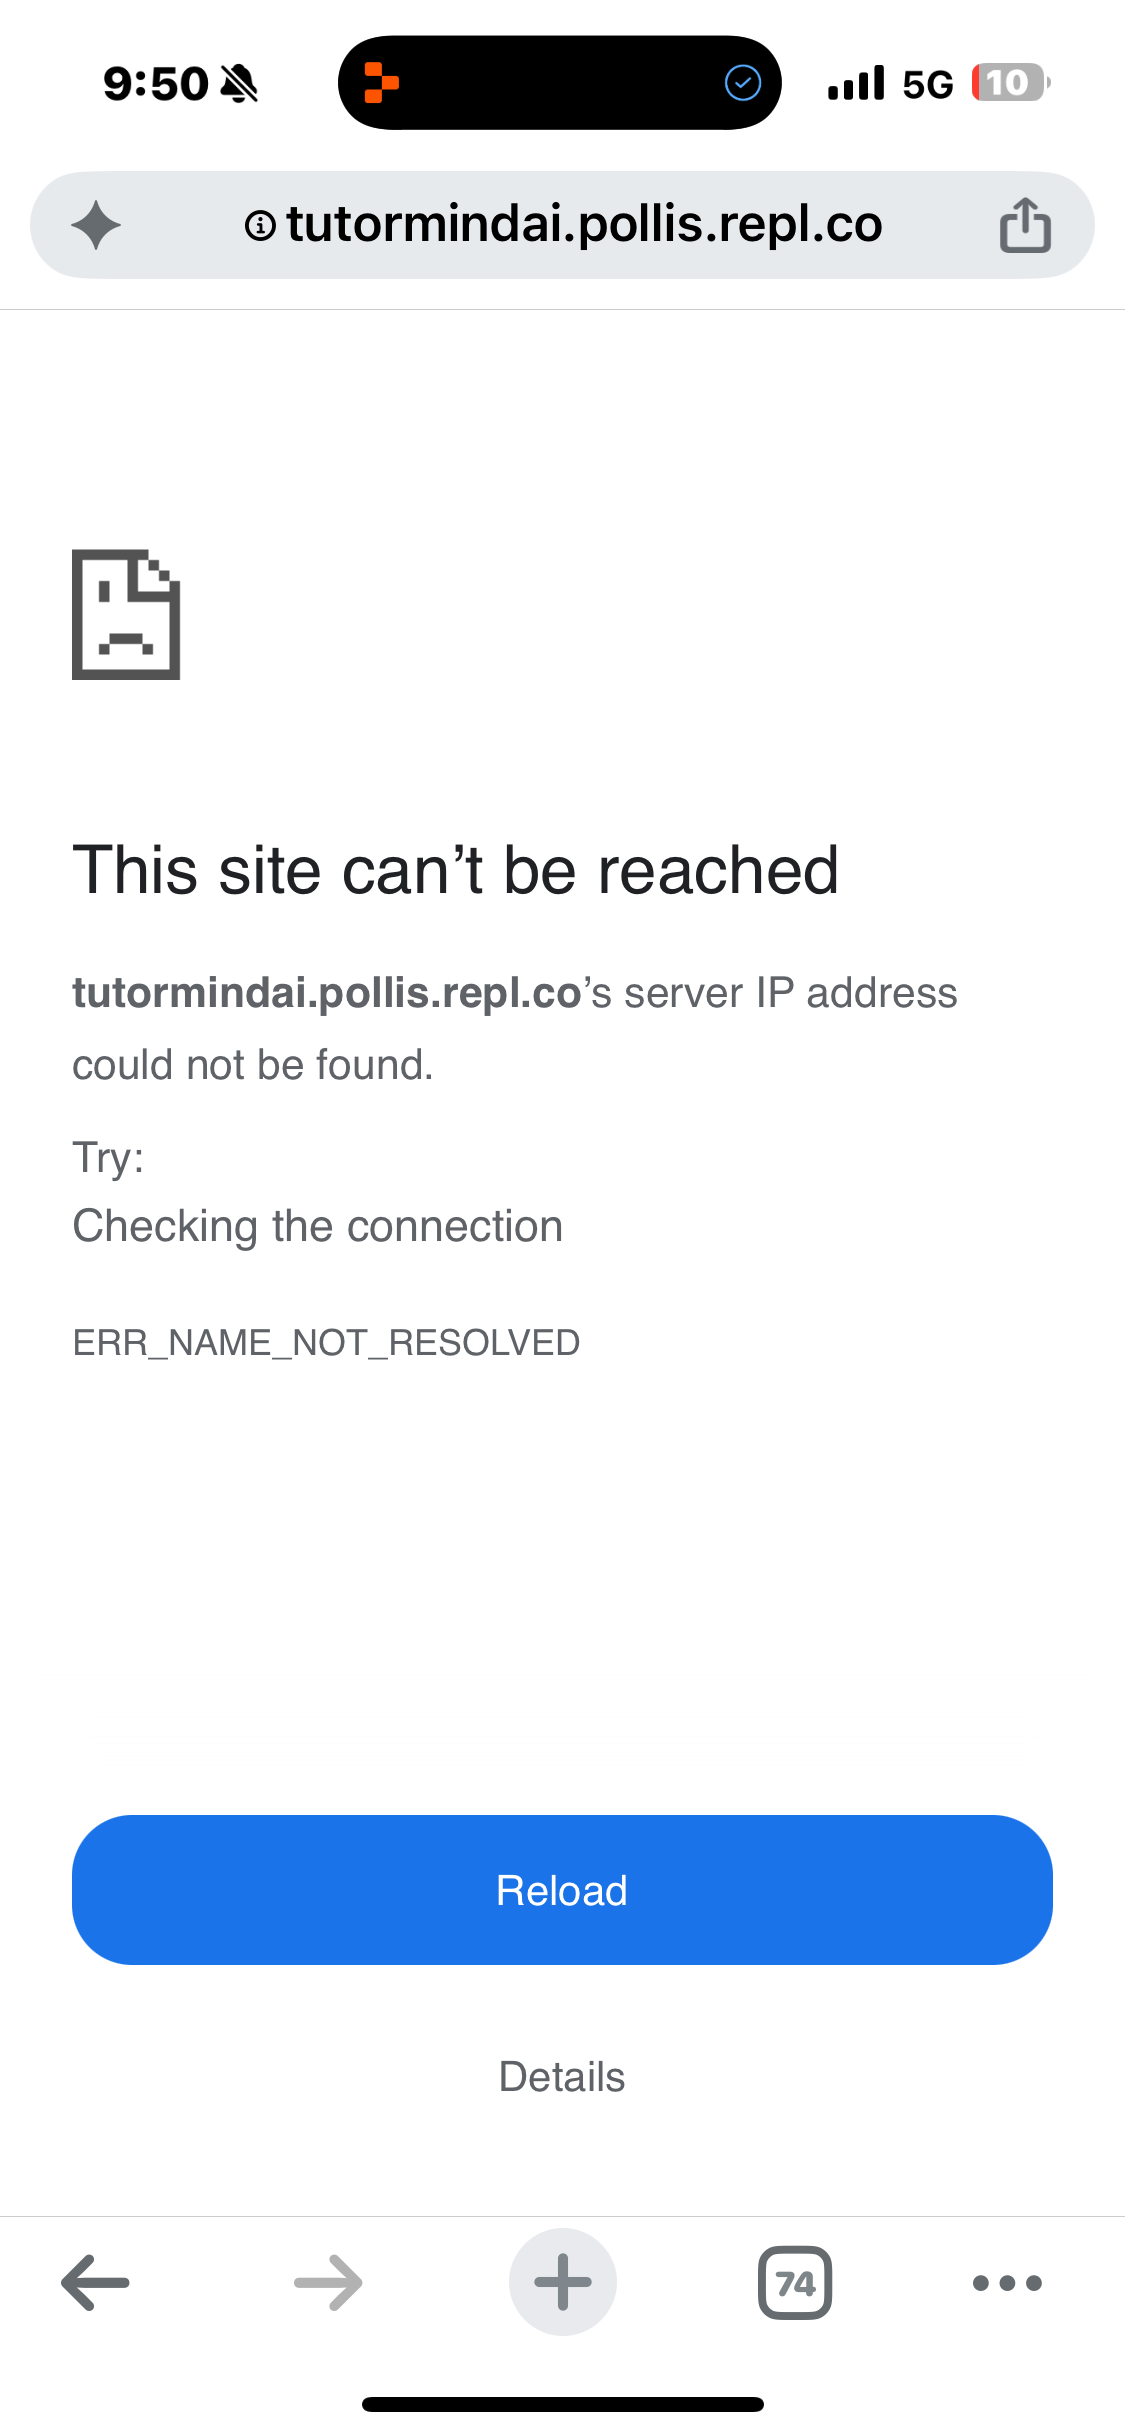 9:50 5G 10
tutormindai.pollis.repl.co
This site can’t be reached
tutormindai.pollis.repl.co’s server IP address
could not be found.
Try:
Checking the connection
ERR_NAME_NOT_RESOLVED
Reload
Details
74